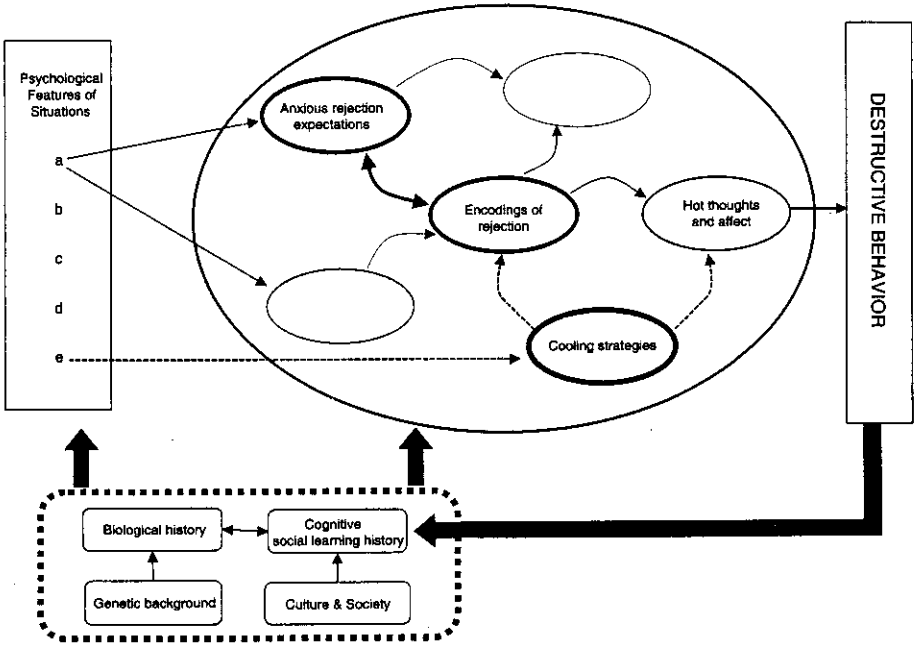 Psychological
Features of
Situations
a
b
c
d
e
Anxious rejection
expectations
Encodings of
rejection
Hot thoughts
and affect
Cooling strategies
DESTRUCTIVE BEHAVIOR
Biological history
Cognitive
social learning history
Genetic background
Culture & Society